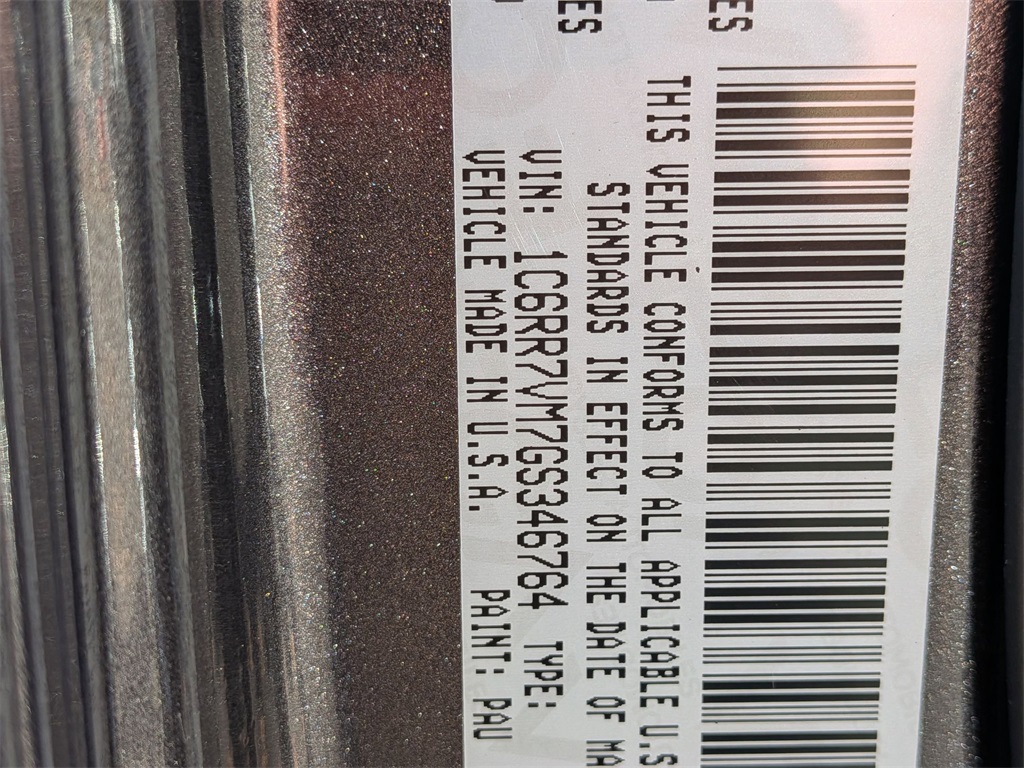 ES
THIS VEHICLE CONFORMS TO ALL APPLICABLE U.S
STANDARDS IN EFFECT ON THE DATE OF MA
VIN: 1C6RR7VM7GS346764 TYPE:
VEHICLE MADE IN U.S.A. PAINT: PAU